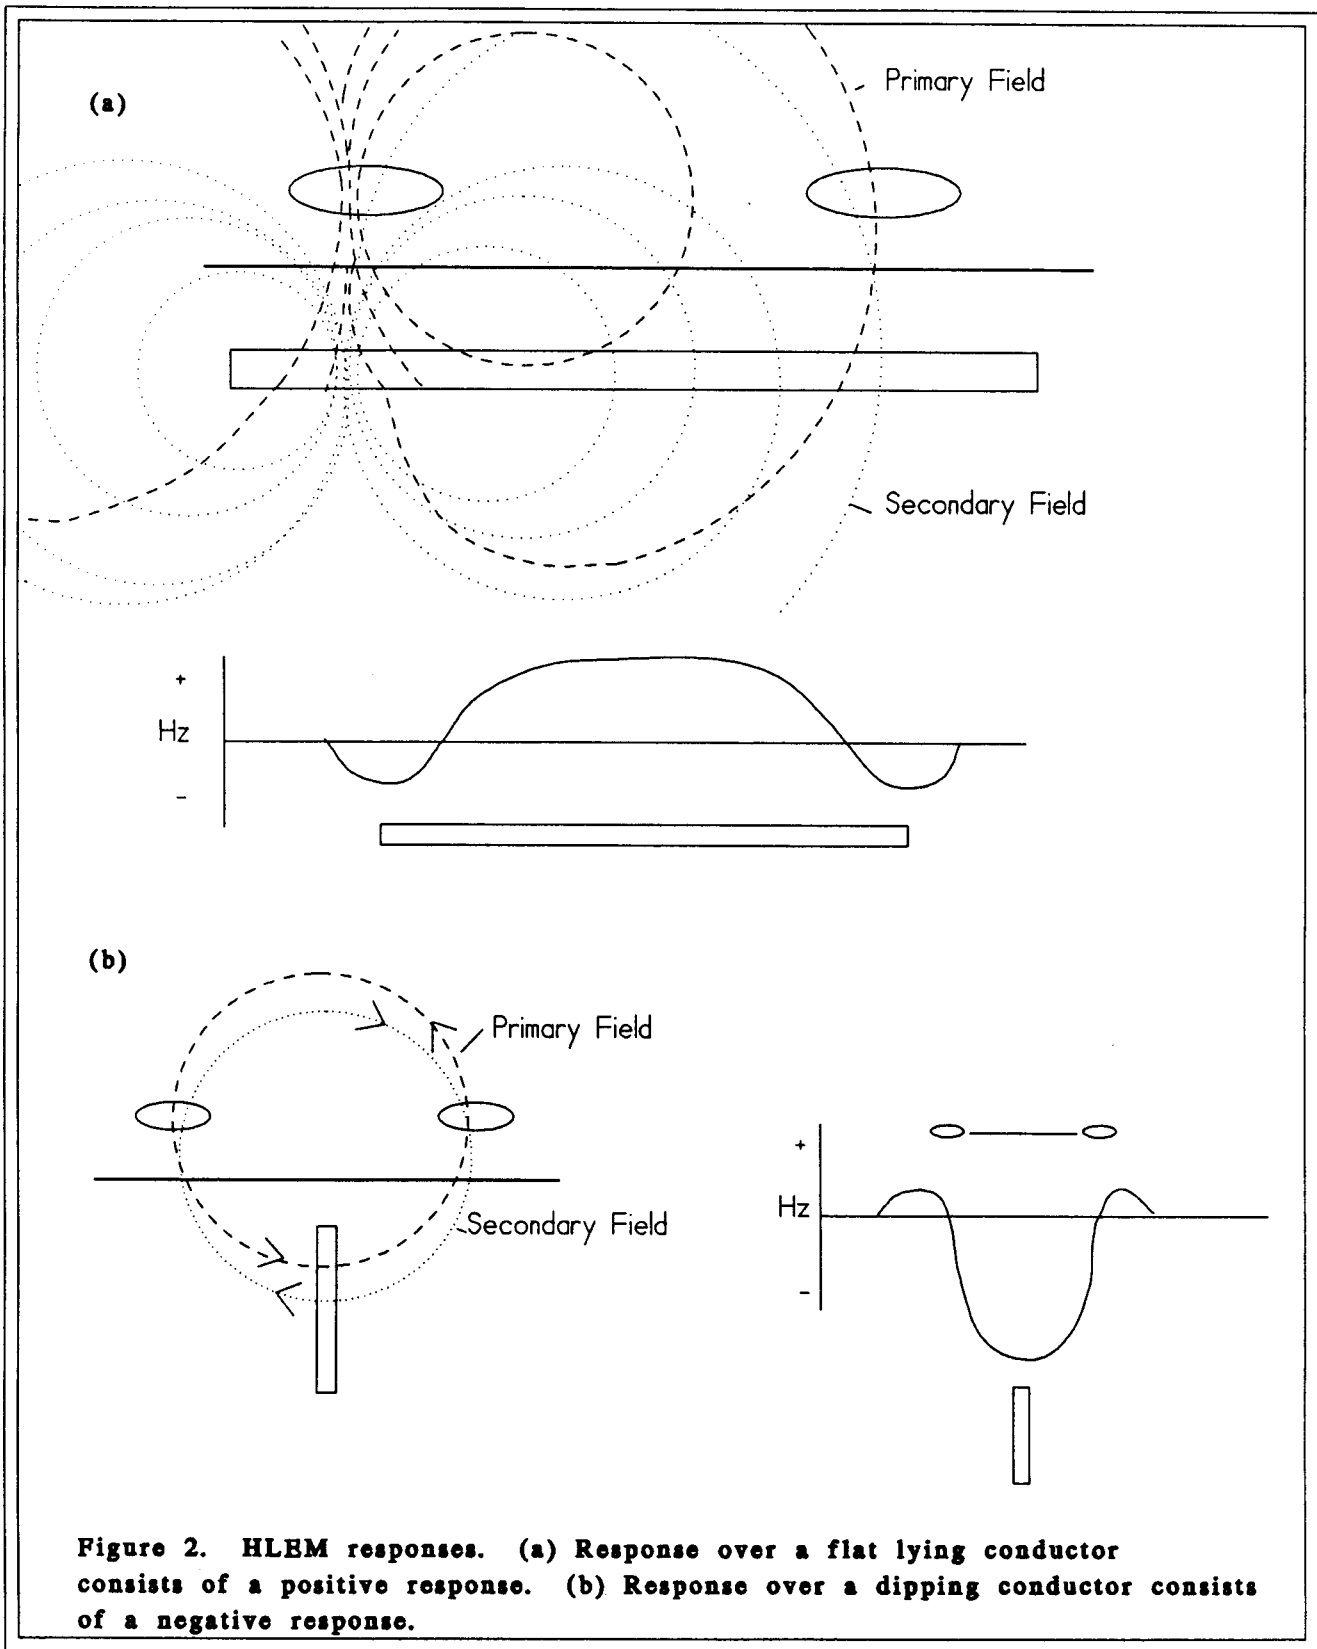 (a)
Primary Field
Secondary Field
+
Hz
-
(b)
Primary Field
Secondary Field
+
Hz
-
Figure 2. HLEM responses. (a) Response over a flat lying conductor
consists of a positive response. (b) Response over a dipping conductor consists
of a negative response.